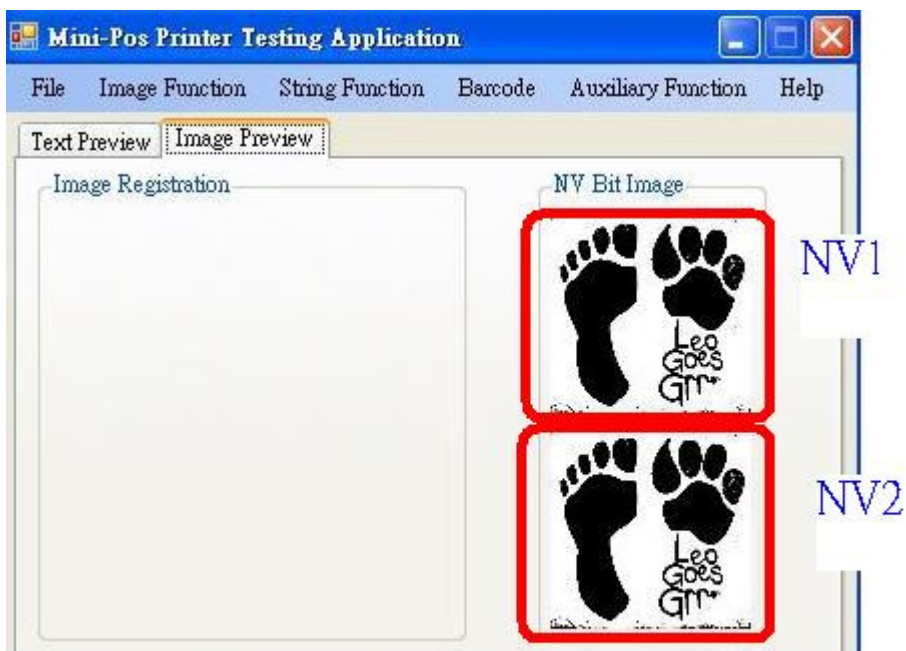 Mini-Pos Printer Testing Application
File Image Function String Function Barcode Auxiliary Function Help
Text Preview Image Preview
Image Registration NV Bit Image
NV1
Leo
Goes
Grr
NV2
Leo
Goes
Grr